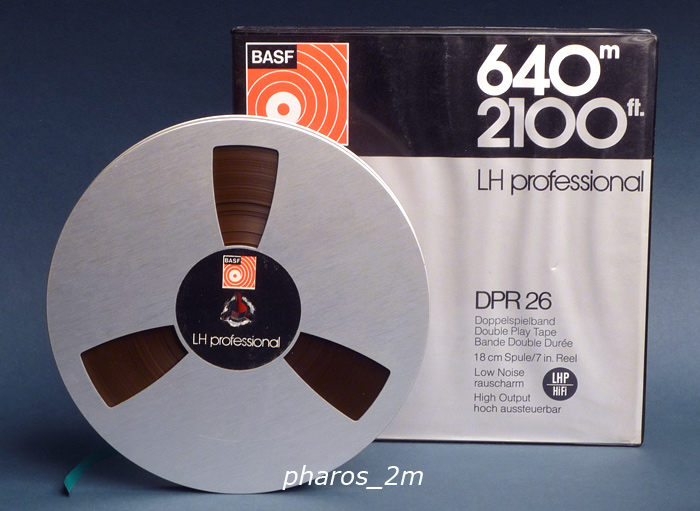 BASF
640m
2100ft.
LH professional
DPR 26
Doppelspielband
Double Play Tape
Bande Double Durée
18 cm Spule/7 in. Reel
Low Noise
rauscharm
High Output
hoch aussteuerbar
LHP
HiFi
BASF
LH professional
pharos_2m